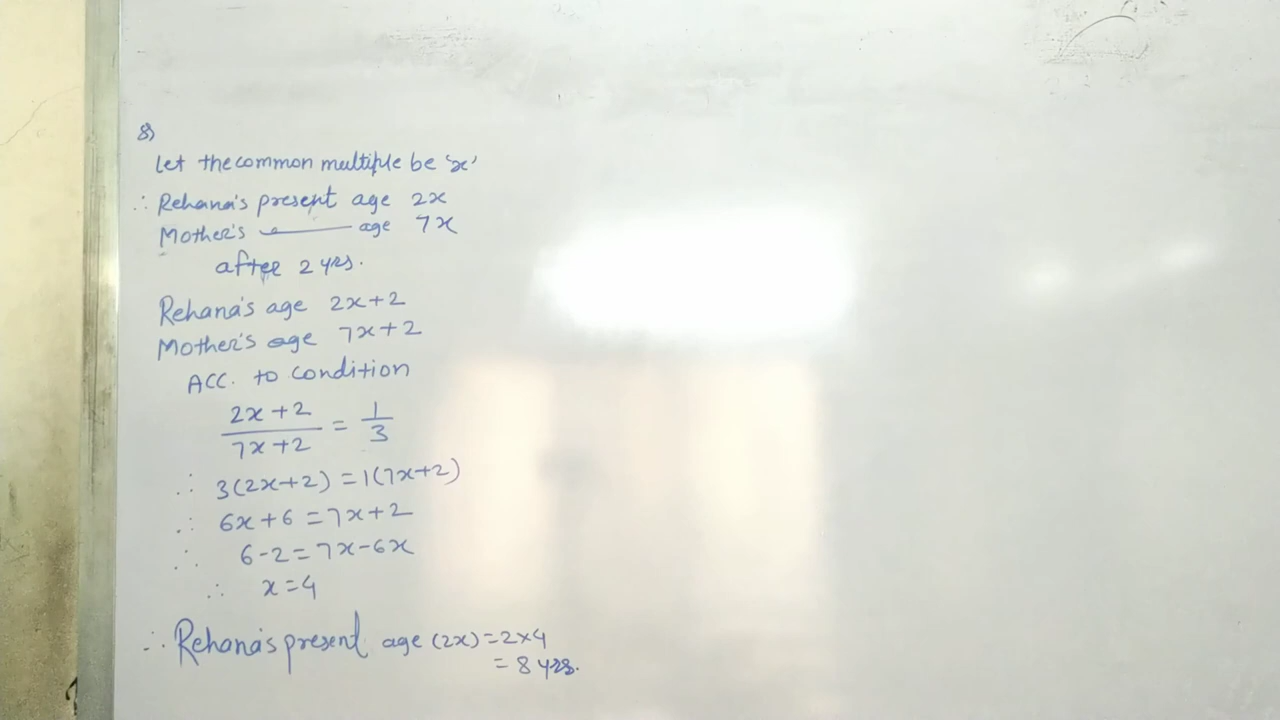 8)
Let the common multiple be 'x'
∴ Rehana's present age 2x
Mother's ——— age 7x
after 2 yrs.
Rehana's age 2x+2
Mother's age 7x+2
ACC. to condition
2x+2/7x+2 = 1/3
∴ 3(2x+2) = 1(7x+2)
∴ 6x+6 = 7x+2
∴ 6-2 = 7x-6x
∴ x=4
∴ Rehana's present age (2x) = 2×4
= 8 yrs.